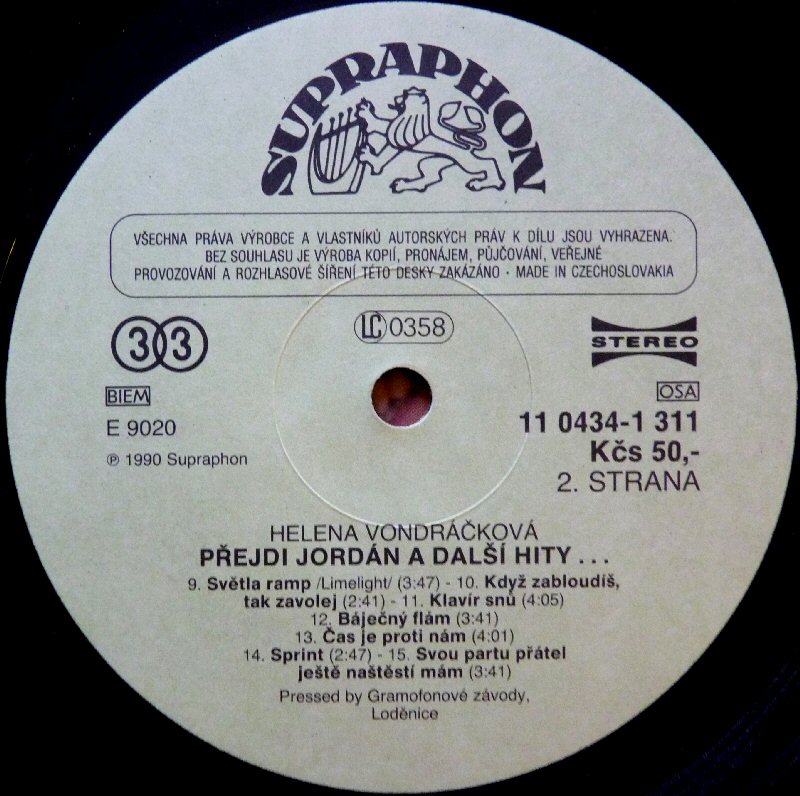 SUPRAPHON
VŠECHNA PRÁVA VÝROBCE A VLASTNÍKŮ AUTORSKÝCH PRÁV K DÍLU JSOU VYHRAZENA.
BEZ SOUHLASU JE VÝROBA KOPIÍ, PRONÁJEM, PŮJČOVÁNÍ, VEŘEJNÉ
PROVOZOVÁNÍ A ROZHLASOVÉ ŠÍŘENÍ TÉTO DESKY ZAKÁZÁNO · MADE IN CZECHOSLOVAKIA
33
LC 0358
STEREO
BIEM
OSA
E 9020
11 0434-1 311
℗ 1990 Supraphon
Kčs 50,-
2. STRANA
HELENA VONDRÁČKOVÁ
PŘEJDI JORDÁN A DALŠÍ HITY ...
9. Světla ramp /Limelight/ (3:47) - 10. Když zabloudíš,
tak zavolej (2:41) - 11. Klavír snů (4:05)
12. Báječný flám (3:41)
13. Čas je proti nám (4:01)
14. Sprint (2:47) - 15. Svou partu přátel
ještě naštěstí mám (3:41)
Pressed by Gramofonové závody,
Loděnice